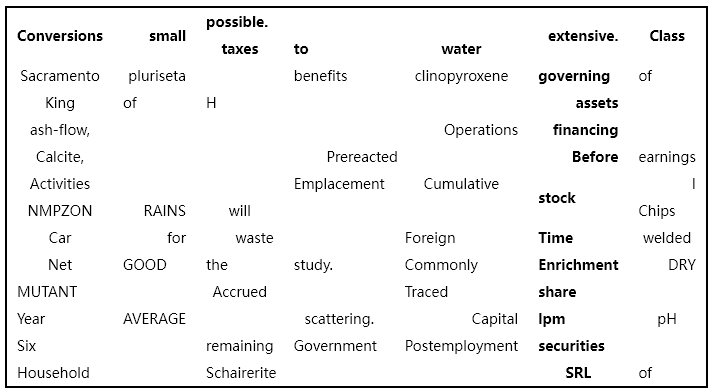 possible.
Conversions small extensive. Class
taxes to water
Sacramento pluriseta benefits clinopyroxene governing of
King of H assets
ash-flow, Operations financing
Calcite, Prereacted Before earnings
Activities Emplacement Cumulative I
stock
NMPZON RAINS will Chips
Car for waste Foreign Time welded
Net GOOD the study. Commonly Enrichment DRY
MUTANT Accrued Traced share
Year AVERAGE scattering. Capital lpm pH
Six remaining Government Postemployment securities
Household Schairerite SRL of